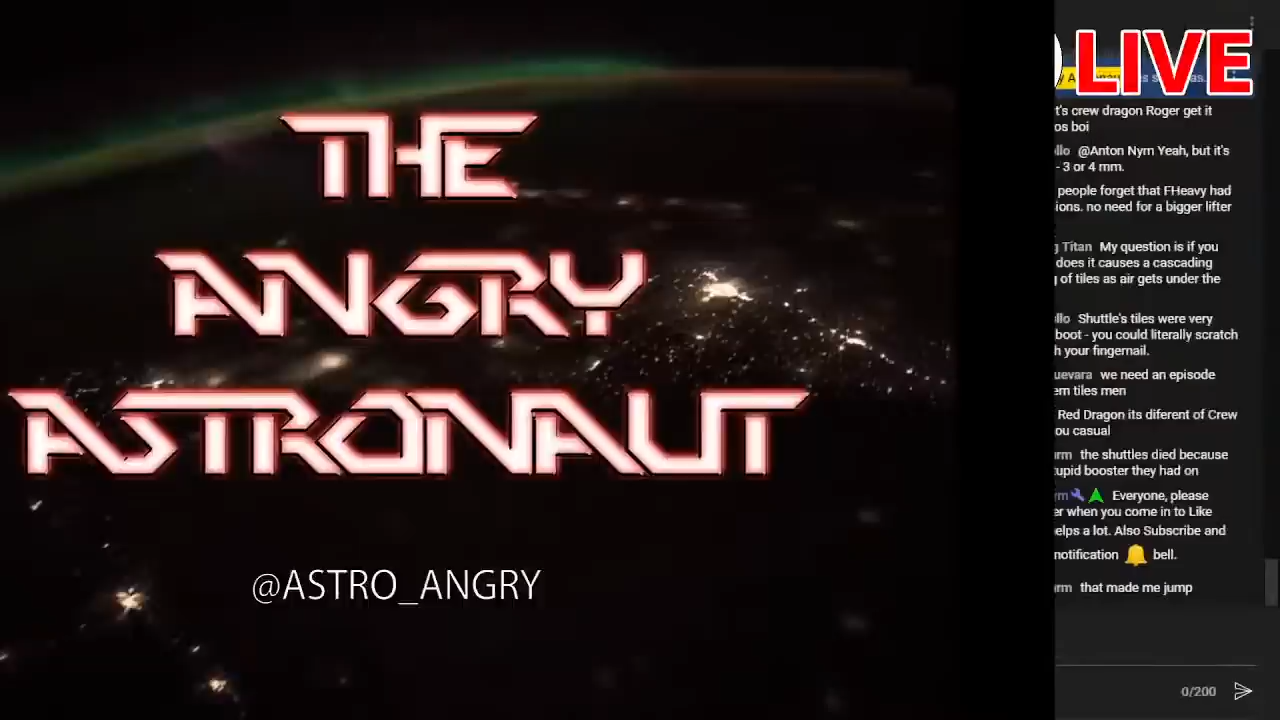 THE
ANGRY
ASTRONAUT
@ASTRO_ANGRY
LIVE
t's crew dragon Roger get it
os boi
llo @Anton Nym Yeah, but it's
- 3 or 4 mm.
people forget that FHeavy had
ions. no need for a bigger lifter
g Titan My question is if you
does it causes a cascading
g of tiles as air gets under the
llo Shuttle's tiles were very
boot - you could literally scratch
h your fingernail.
uevara we need an episode
em tiles men
Red Dragon its diferent of Crew
ou casual
urm the shuttles died because
tupid booster they had on
ym Everyone, please
er when you come in to Like
elps a lot. Also Subscribe and
notification bell.
urm that made me jump
0/200